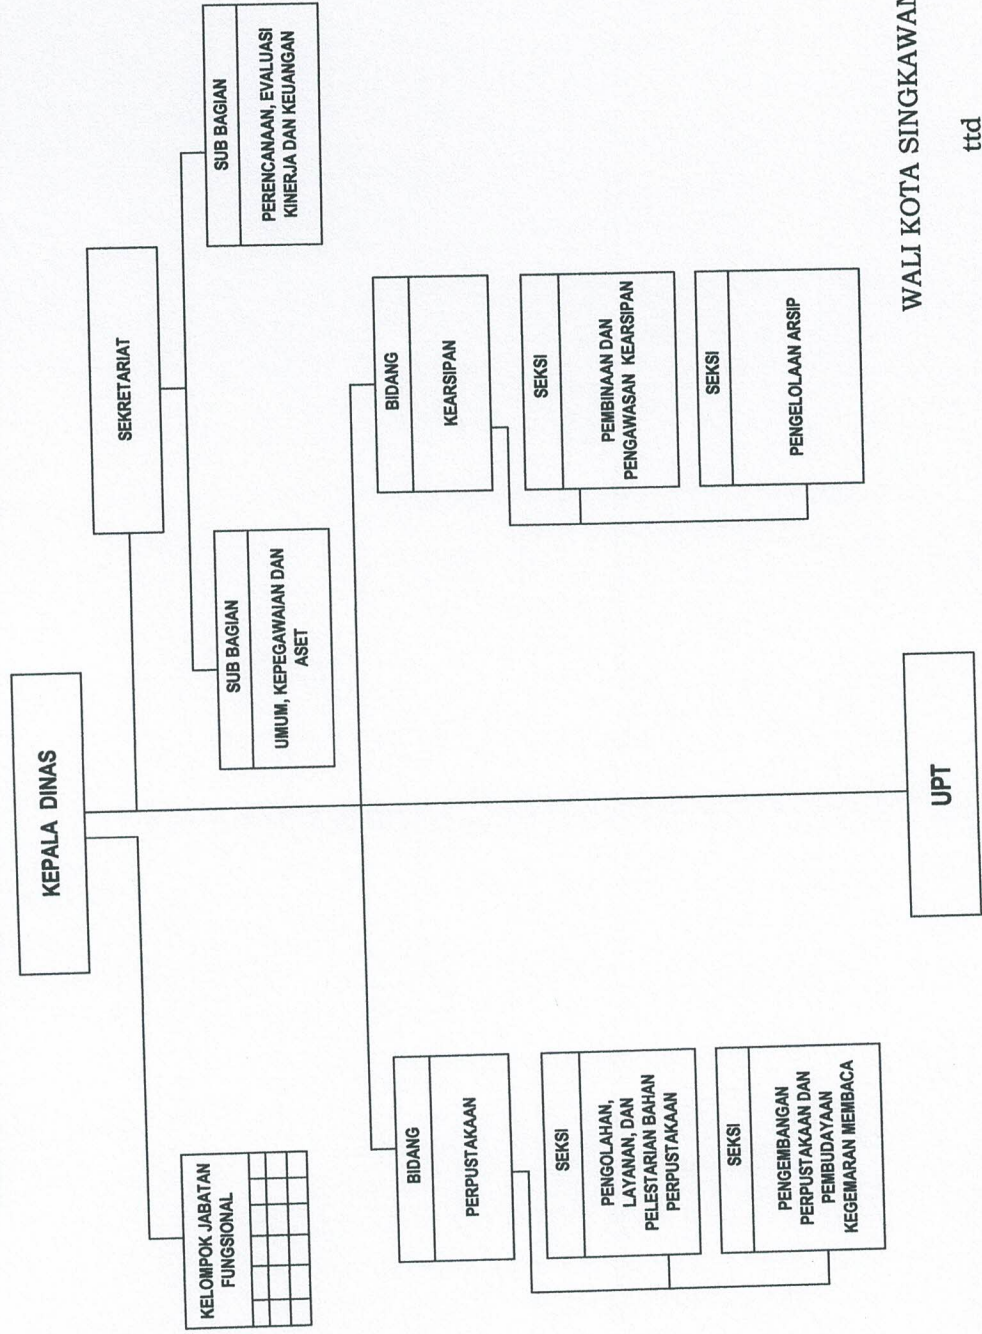 KEPALA DINAS
KELOMPOK JABATAN
FUNGSIONAL
SEKRETARIAT
SUB BAGIAN
UMUM, KEPEGAWAIAN DAN
ASET
SUB BAGIAN
PERENCANAAN, EVALUASI
KINERJA DAN KEUANGAN
BIDANG
PERPUSTAKAAN
SEKSI
PENGOLAHAN,
LAYANAN, DAN
PELESTARIAN BAHAN
PERPUSTAKAAN
SEKSI
PENGEMBANGAN
PERPUSTAKAAN DAN
PEMBUDAYAAN
KEGEMARAN MEMBACA
BIDANG
KEARSIPAN
SEKSI
PEMBINAAN DAN
PENGAWASAN KEARSIPAN
SEKSI
PENGELOLAAN ARSIP
UPT
WALI KOTA SINGKAWAN
ttd